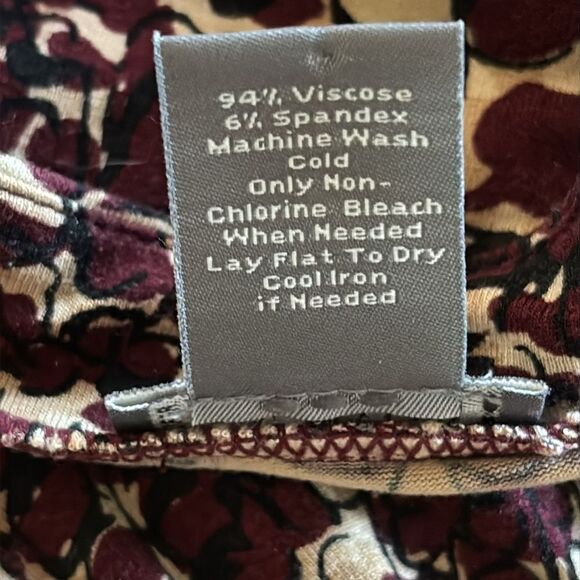 94% Viscose
6% Spandex
Machine Wash
Cold
Only Non-
Chlorine Bleach
When Needed
Lay Flat To Dry
Cool Iron
if Needed